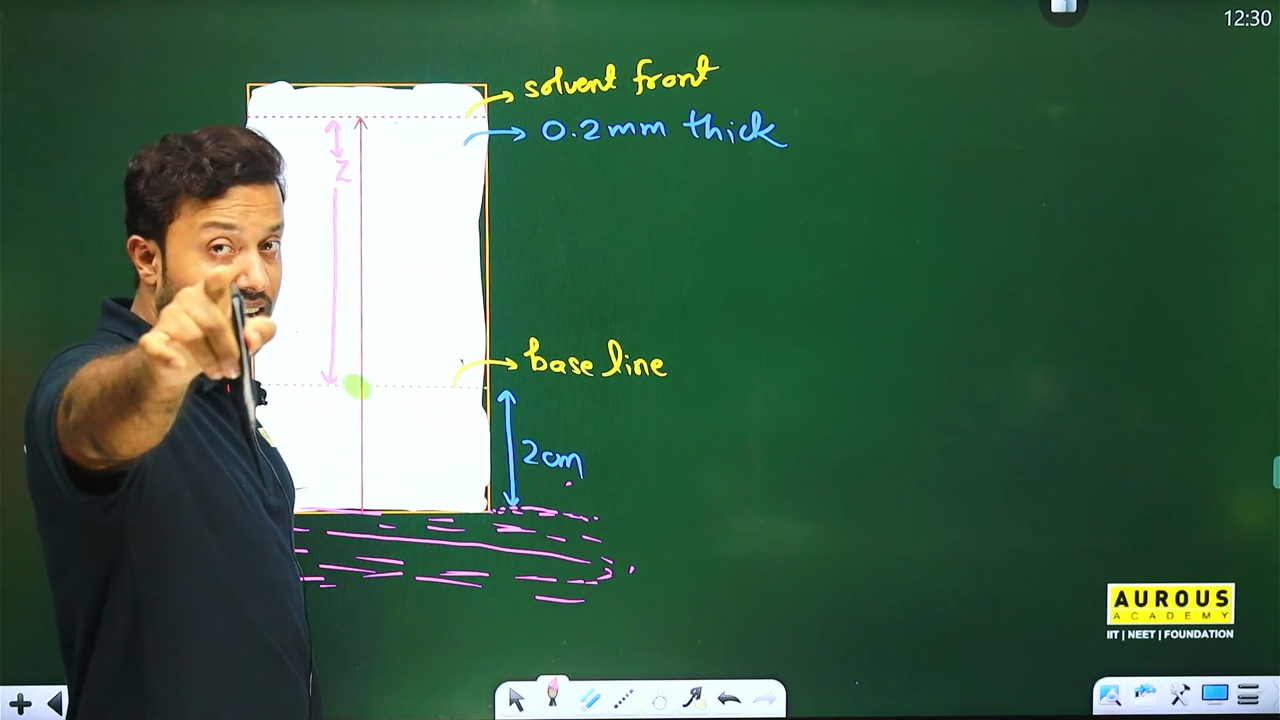 12:30
solvent front
0.2mm thick
Z
base line
2cm
AUROUS
ACADEMY
IIT | NEET | FOUNDATION